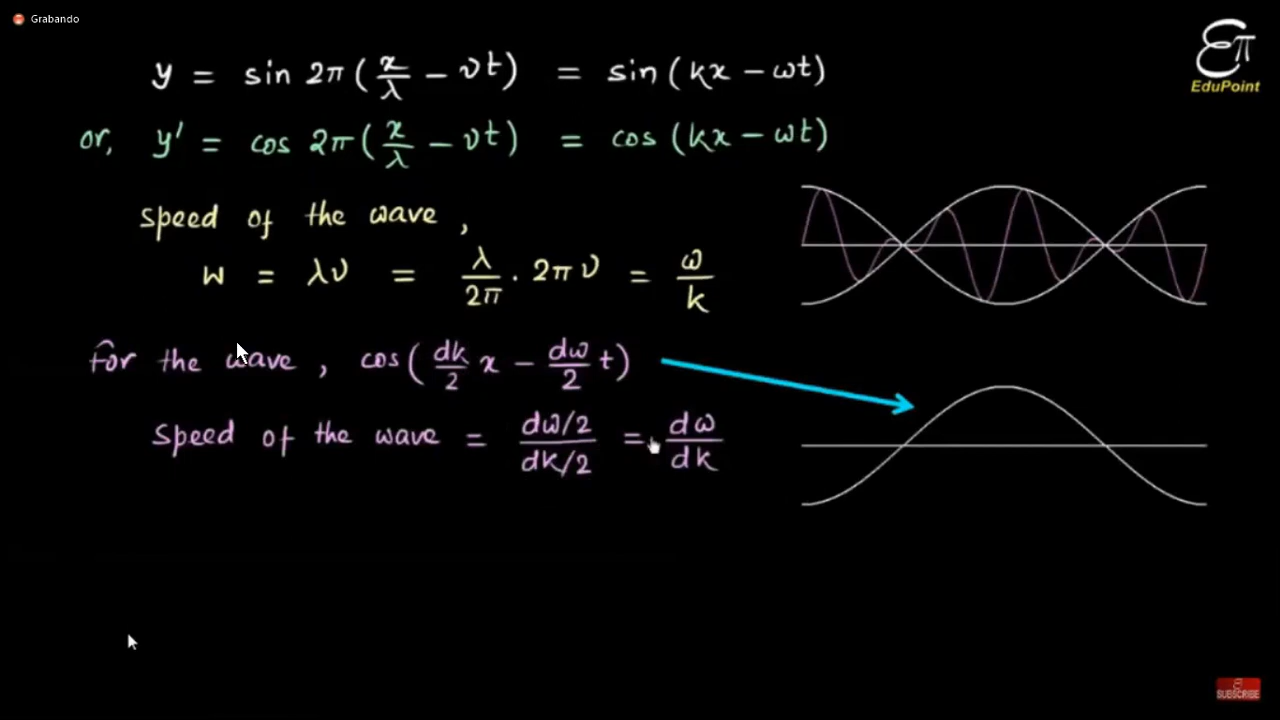 Grabando
y = sin 2π (x/λ − νt) = sin (kx − ωt)
or, y' = cos 2π (x/λ − νt) = cos (kx − ωt)
EduPoint
speed of the wave,
w = λν = λ/2π · 2πν = ω/k
For the wave, cos (dk/2 x − dω/2 t)
speed of the wave = dω/2 / dk/2 = dω/dk
SUBSCRIBE